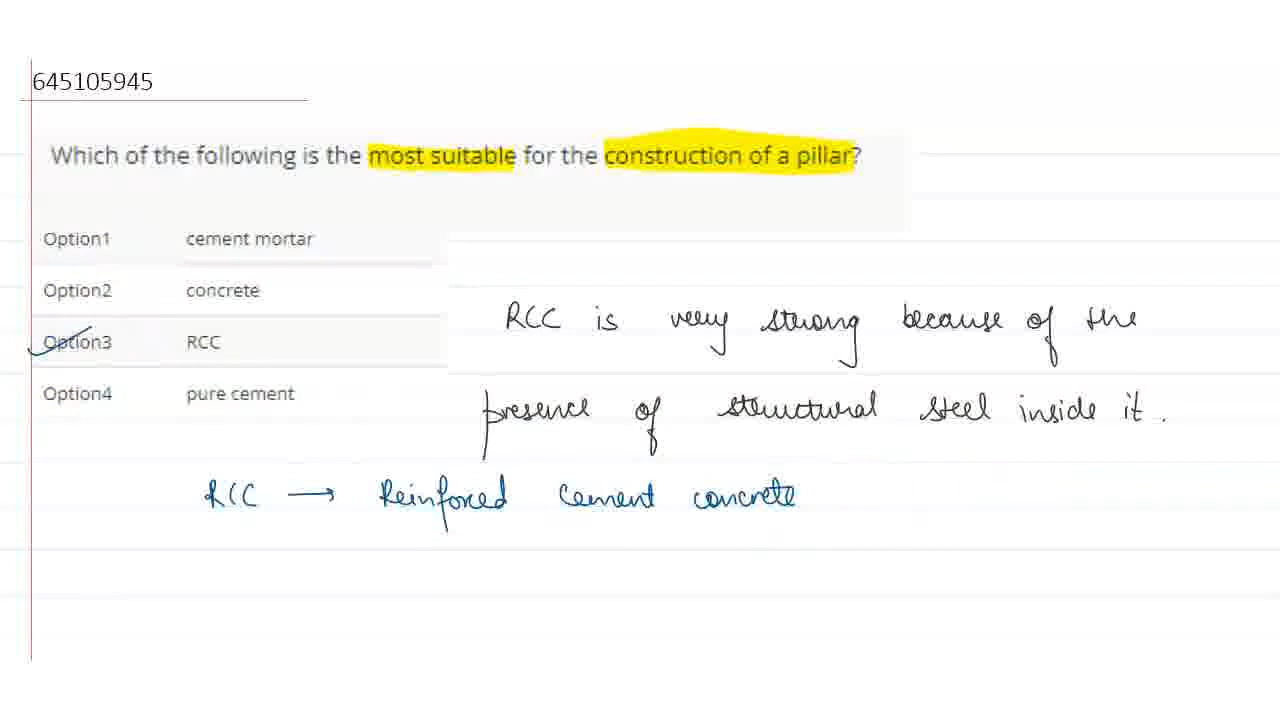 645105945
Which of the following is the most suitable for the construction of a pillar?
Option1 cement mortar
Option2 concrete
Option3 RCC
Option4 pure cement
RCC is very strong because of the
presence of structural steel inside it.
RCC → Reinforced cement concrete